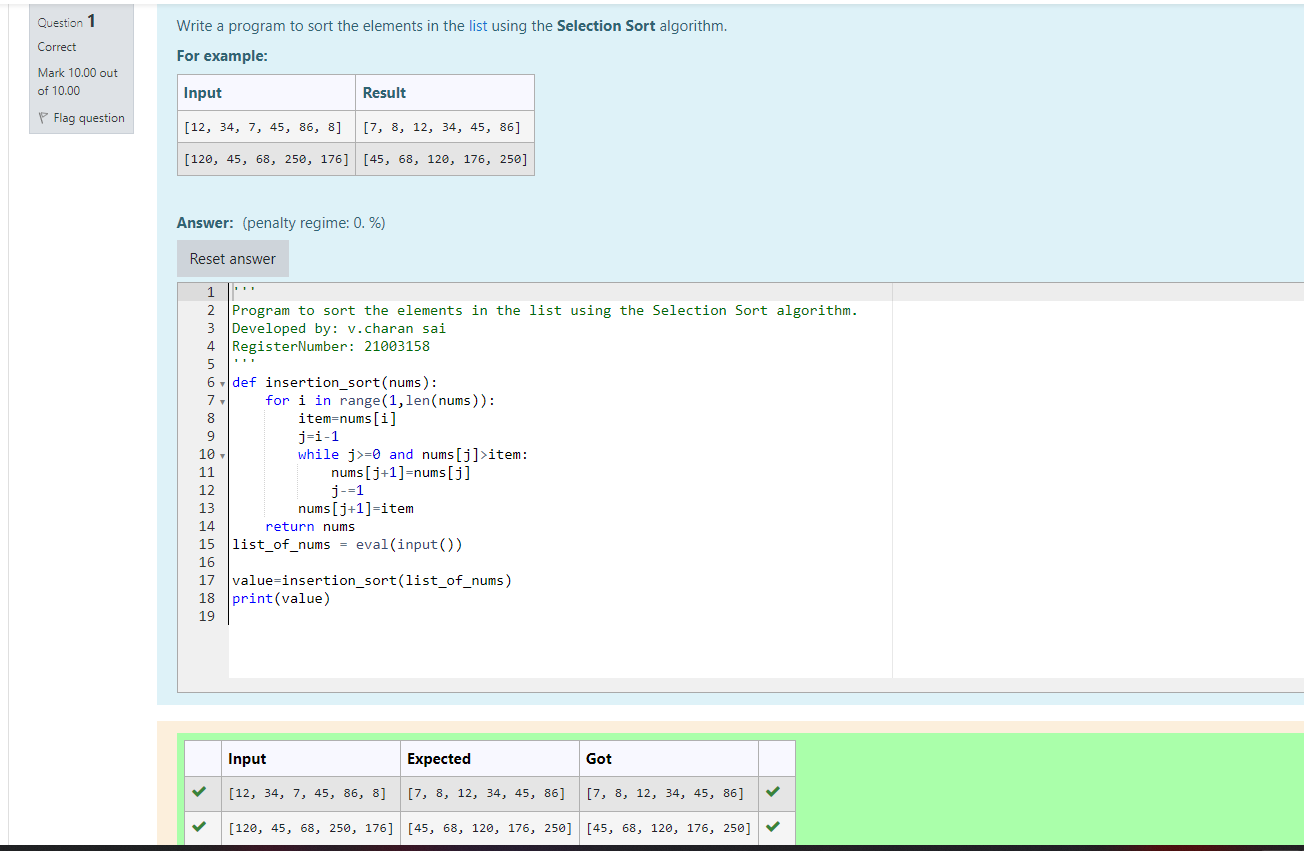 Question 1
Correct
Mark 10.00 out
of 10.00
Flag question
Write a program to sort the elements in the list using the Selection Sort algorithm.
For example:
Input Result
[12, 34, 7, 45, 86, 8] [7, 8, 12, 34, 45, 86]
[120, 45, 68, 250, 176] [45, 68, 120, 176, 250]
Answer: (penalty regime: 0. %)
Reset answer
1 '''
2 Program to sort the elements in the list using the Selection Sort algorithm.
3 Developed by: v.charan sai
4 RegisterNumber: 21003158
5 '''
6 def insertion_sort(nums):
7     for i in range(1,len(nums)):
8         item=nums[i]
9         j=i-1
10         while j>=0 and nums[j]>item:
11             nums[j+1]=nums[j]
12             j-=1
13         nums[j+1]=item
14     return nums
15 list_of_nums = eval(input())
16
17 value=insertion_sort(list_of_nums)
18 print(value)
19
Input Expected Got
[12, 34, 7, 45, 86, 8] [7, 8, 12, 34, 45, 86] [7, 8, 12, 34, 45, 86]
[120, 45, 68, 250, 176] [45, 68, 120, 176, 250] [45, 68, 120, 176, 250]